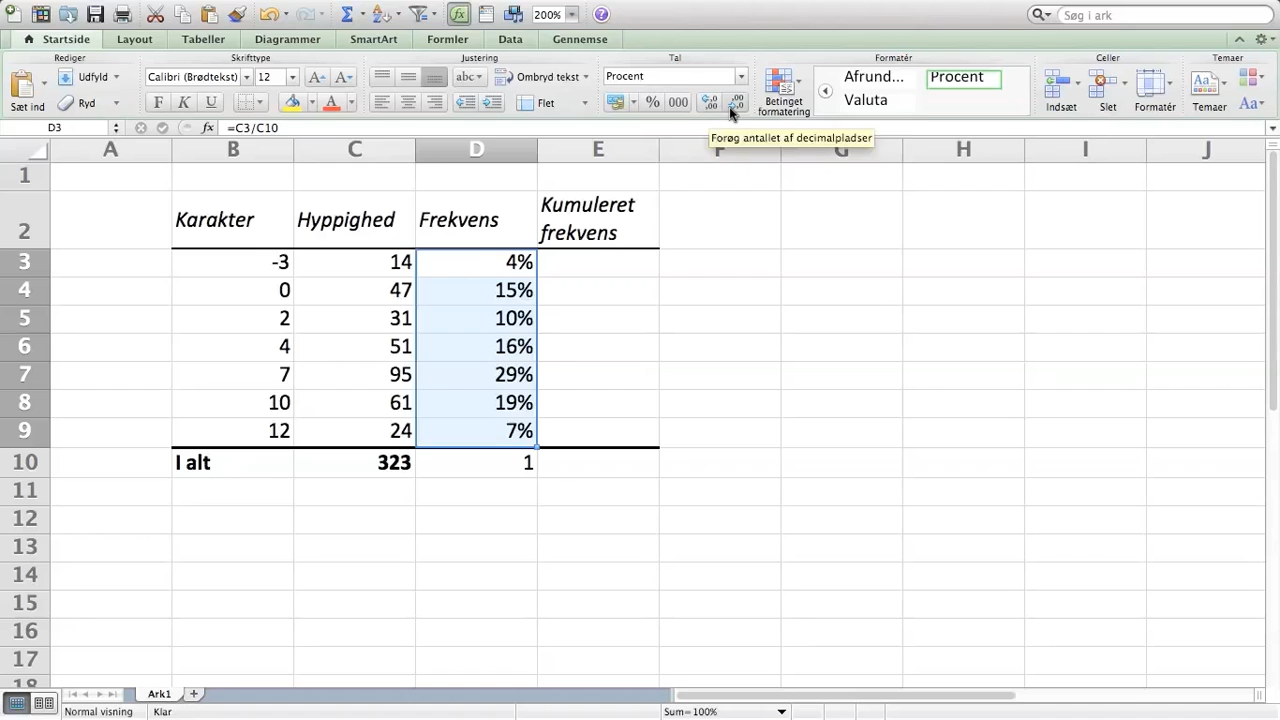 200%
Søg i ark
Startside Layout Tabeller Diagrammer SmartArt Formler Data Gennemse
Rediger Skrifttype Justering Tal Formatér Celler Temaer
Sæt ind Udfyld Ryd
Calibri (Brødtekst) 12
F K U A
abc Ombryd tekst
Flet
Procent
% 000
Betinget formatering
Afrund... Procent
Valuta
Indsæt Slet Formatér Temaer Aa
D3 fx =C3/C10
Forøg antallet af decimalpladser
A B C D E F G H I J
1
2 Karakter Hyppighed Frekvens Kumuleret frekvens
3 -3 14 4%
4 0 47 15%
5 2 31 10%
6 4 51 16%
7 7 95 29%
8 10 61 19%
9 12 24 7%
10 I alt 323 1
11
12
13
14
15
16
17
18
Ark1
Normal visning Klar Sum=100%